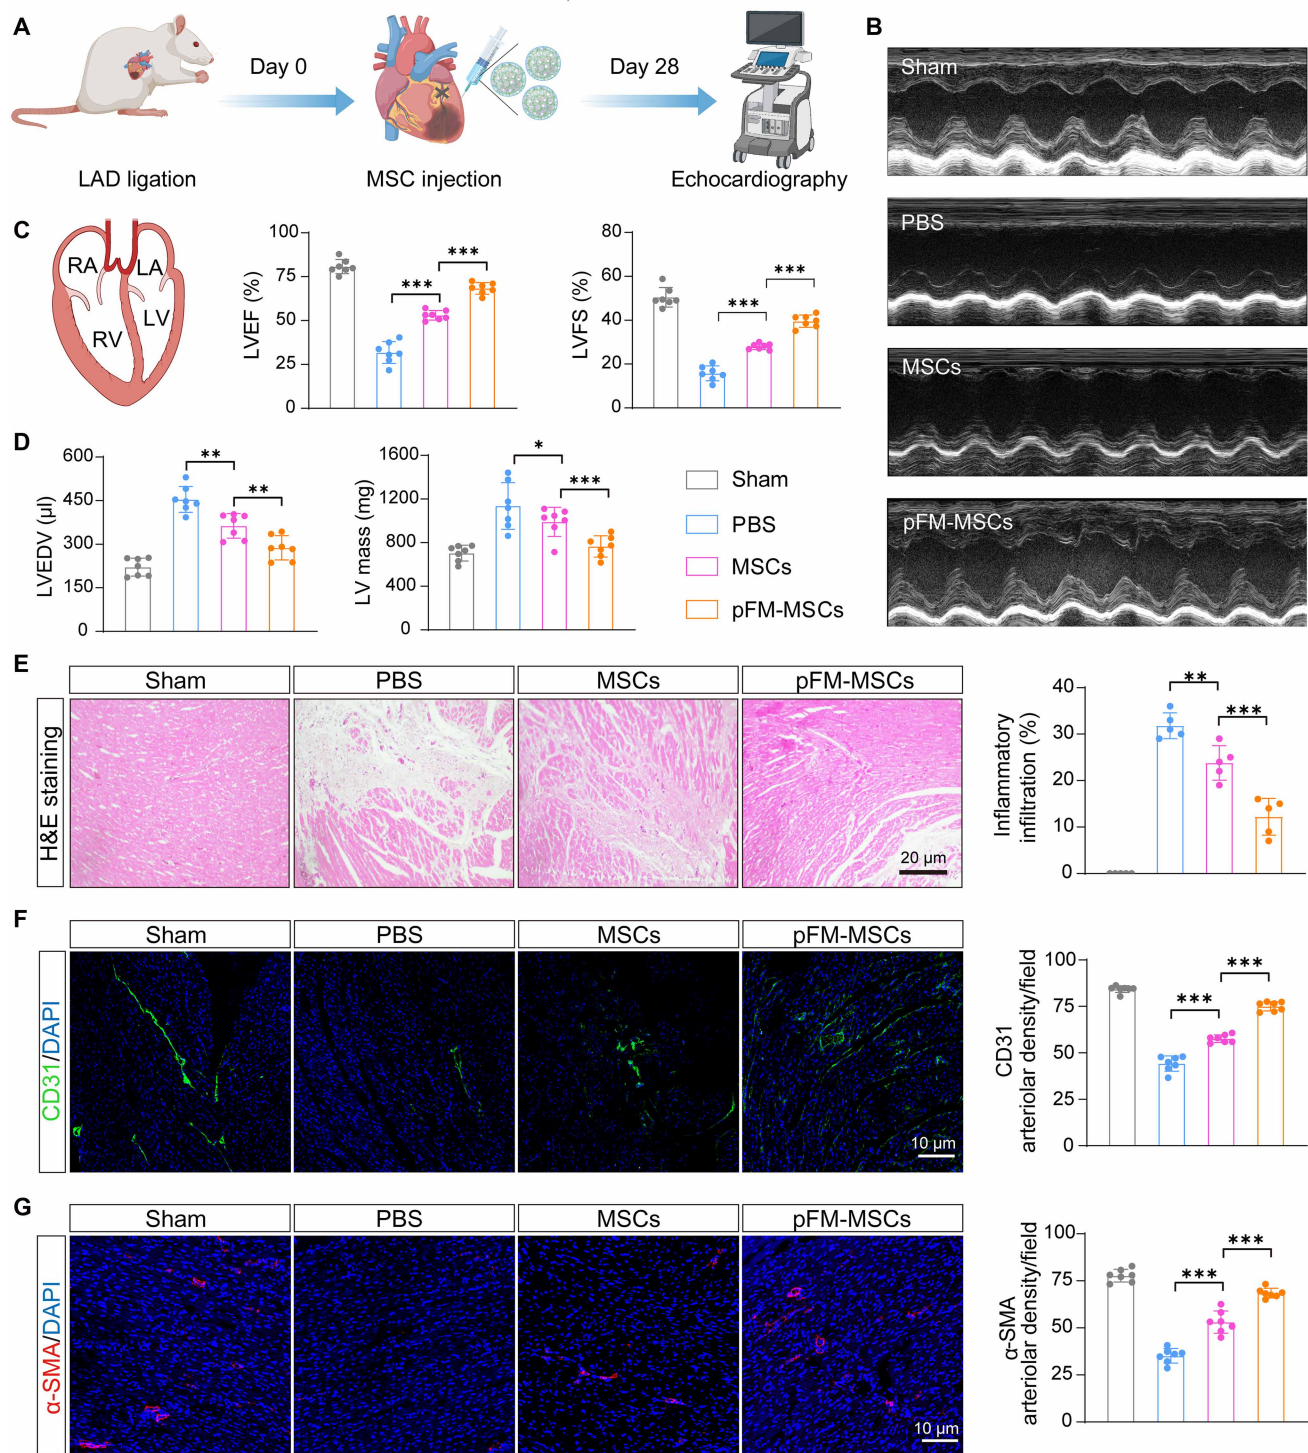 A
Day 0
Day 28
LAD ligation
MSC injection
Echocardiography
B
Sham
PBS
MSCs
pFM-MSCs
C
RA
LA
RV
LV
LVEF (%)
100
75
50
25
0
***
***
LVFS (%)
80
60
40
20
0
***
***
D
LVEDV (µl)
600
450
300
150
0
**
**
LV mass (mg)
1600
1200
800
400
0
*
***
Sham
PBS
MSCs
pFM-MSCs
E
Sham
PBS
MSCs
pFM-MSCs
H&E staining
20 µm
Inflammatory
infiltration (%)
40
30
20
10
0
**
***
F
Sham
PBS
MSCs
pFM-MSCs
CD31/DAPI
10 µm
CD31
arteriolar density/field
100
75
50
25
0
***
***
G
Sham
PBS
MSCs
pFM-MSCs
α-SMA/DAPI
10 µm
α-SMA
arteriolar density/field
100
75
50
25
0
***
***